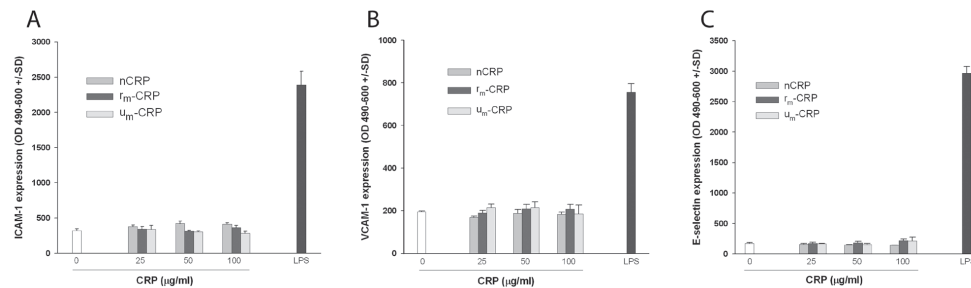 A
ICAM-1 expression (OD 490-600 +/-SD)
3000
2500
2000
1500
1000
500
0
nCRP
rm-CRP
um-CRP
0 25 50 100 LPS
CRP (µg/ml)
B
VCAM-1 expression (OD 490-600 +/-SD)
1000
800
600
400
200
0
nCRP
rm-CRP
um-CRP
0 25 50 100 LPS
CRP (µg/ml)
C
E-selectin expression (OD 490-600 +/-SD)
3500
3000
2500
2000
1500
1000
500
0
nCRP
rm-CRP
um-CRP
0 25 50 100 LPS
CRP (µg/ml)